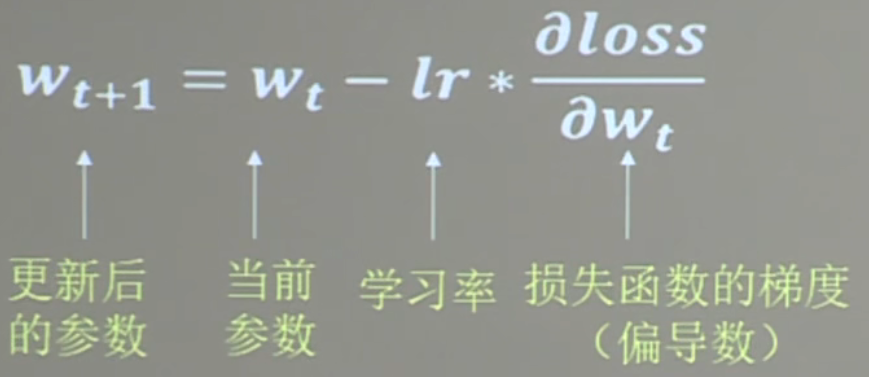 w_{t+1} = w_t - lr * \frac{\partial loss}{\partial w_t}
更新后
的参数
当前
参数
学习率
损失函数的梯度
（偏导数）